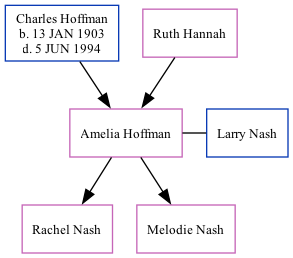 Charles Hoffman
b. 13 JAN 1903
d. 5 JUN 1994
Ruth Hannah
Amelia Hoffman
Larry Nash
Rachel Nash
Melodie Nash